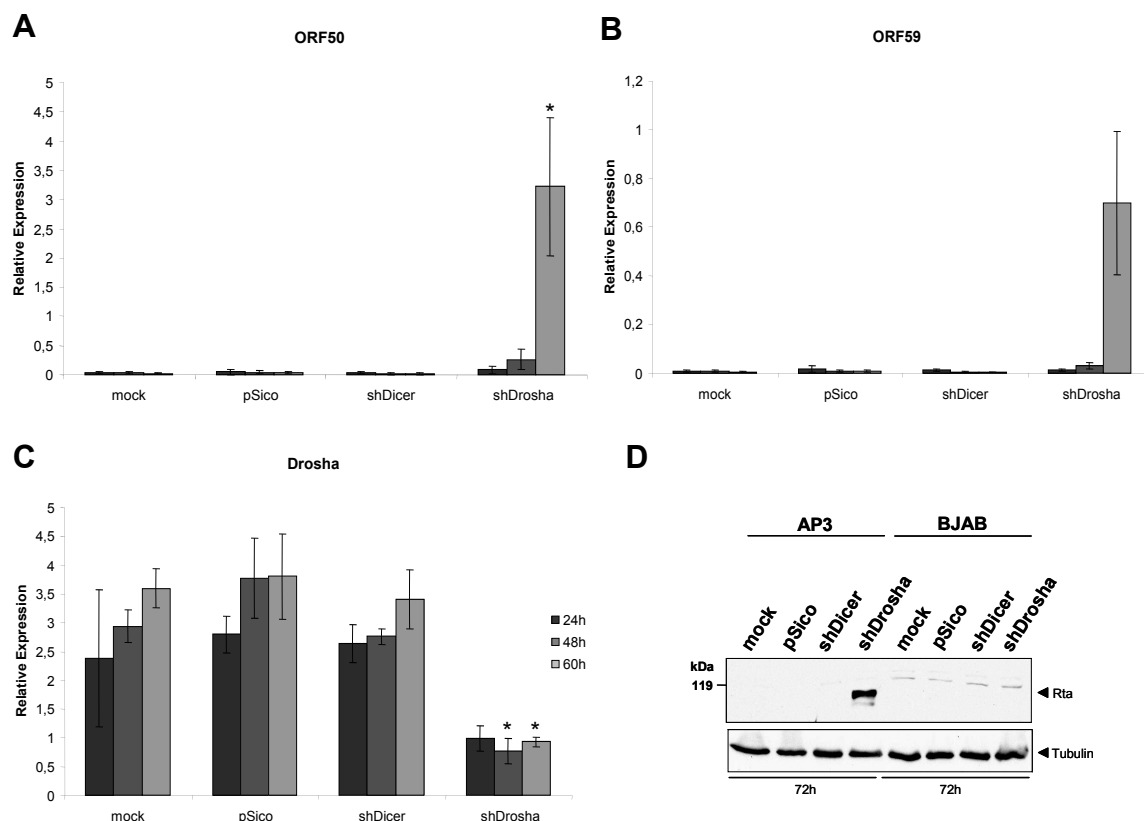 A
ORF50
Relative Expression
5
4,5
4
3,5
3
2,5
2
1,5
1
0,5
0
*
mock
pSico
shDicer
shDrosha
B
ORF59
Relative Expression
1,2
1
0,8
0,6
0,4
0,2
0
mock
pSico
shDicer
shDrosha
C
Drosha
Relative Expression
5
4,5
4
3,5
3
2,5
2
1,5
1
0,5
0
* *
mock
pSico
shDicer
shDrosha
24h
48h
60h
D
AP3 BJAB
mock pSico shDicer shDrosha mock pSico shDicer shDrosha
kDa
119
Rta
Tubulin
72h 72h